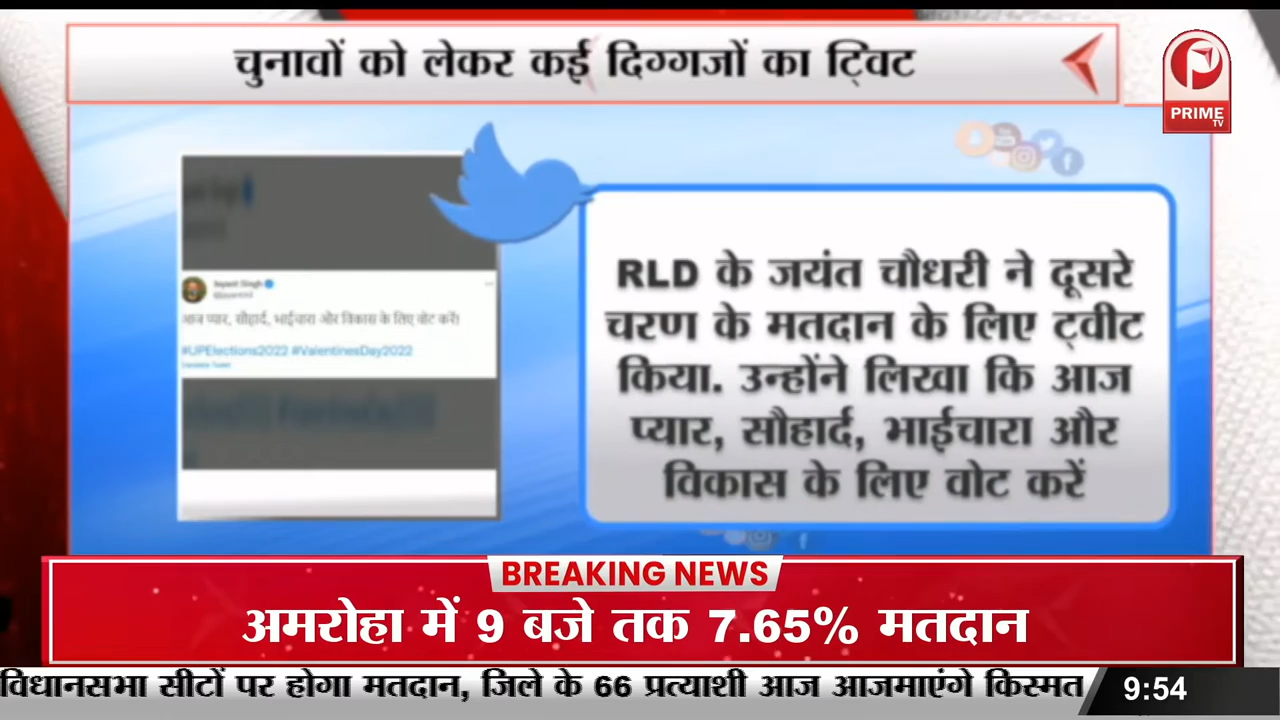 चुनावों को लेकर कई दिग्गजों का ट्विट
PRIME
TV
Jayant Singh
आज प्यार, सौहार्द, भाईचारा और विकास के लिए वोट करें!
#UPElections2022 #ValentinesDay2022
RLD के जयंत चौधरी ने दूसरे
चरण के मतदान के लिए ट्वीट
किया. उन्होंने लिखा कि आज
प्यार, सौहार्द, भाईचारा और
विकास के लिए वोट करें
BREAKING NEWS
अमरोहा में 9 बजे तक 7.65% मतदान
विधानसभा सीटों पर होगा मतदान, जिले के 66 प्रत्याशी आज आजमाएंगे किस्मत
9:54